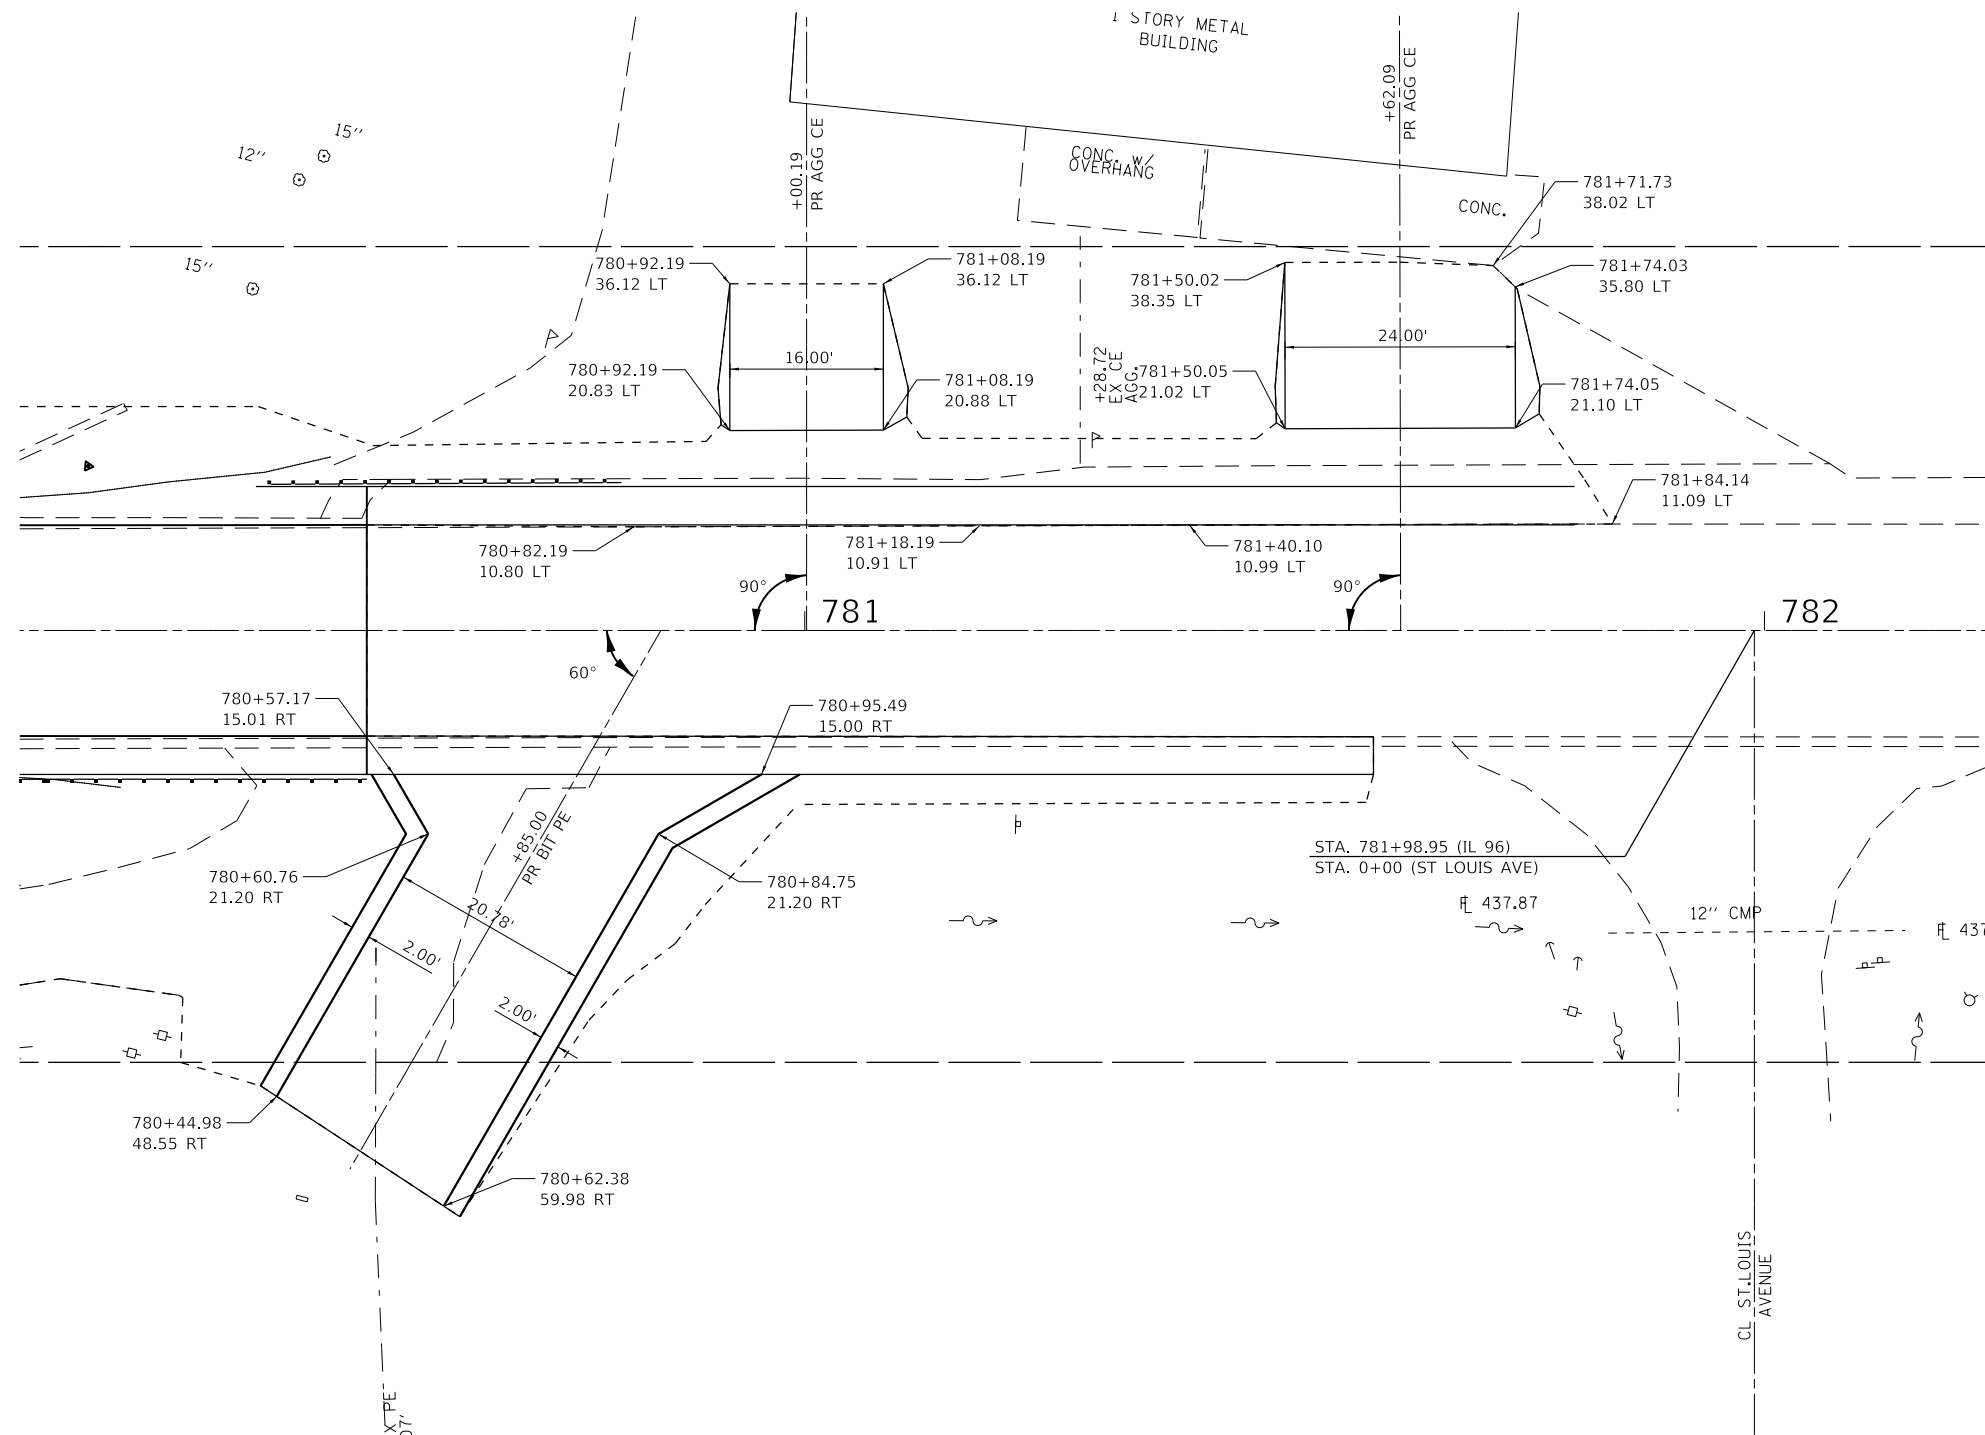 1 STORY METAL
BUILDING
+00.19
PR AGG CE
+62.09
PR AGG CE
15''
12''
15''
CONC. W/
OVERHANG
CONC.
781+71.73
38.02 LT
780+92.19
36.12 LT
781+08.19
36.12 LT
781+50.02
38.35 LT
781+74.03
35.80 LT
16.00'
24.00'
780+92.19
20.83 LT
781+08.19
20.88 LT
+28.72
EX CE
AGG.
781+50.05
21.02 LT
781+74.05
21.10 LT
781+84.14
11.09 LT
780+82.19
10.80 LT
781+18.19
10.91 LT
781+40.10
10.99 LT
90°
781
90°
782
60°
780+57.17
15.01 RT
780+95.49
15.00 RT
+85.00
PR BIT PE
STA. 781+98.95 (IL 96)
STA. 0+00 (ST LOUIS AVE)
780+60.76
21.20 RT
780+84.75
21.20 RT
20.78'
2.00'
2.00'
FL 437.87
12'' CMP
FL 437
780+44.98
48.55 RT
780+62.38
59.98 RT
CL ST.LOUIS
AVENUE
X PE
07'